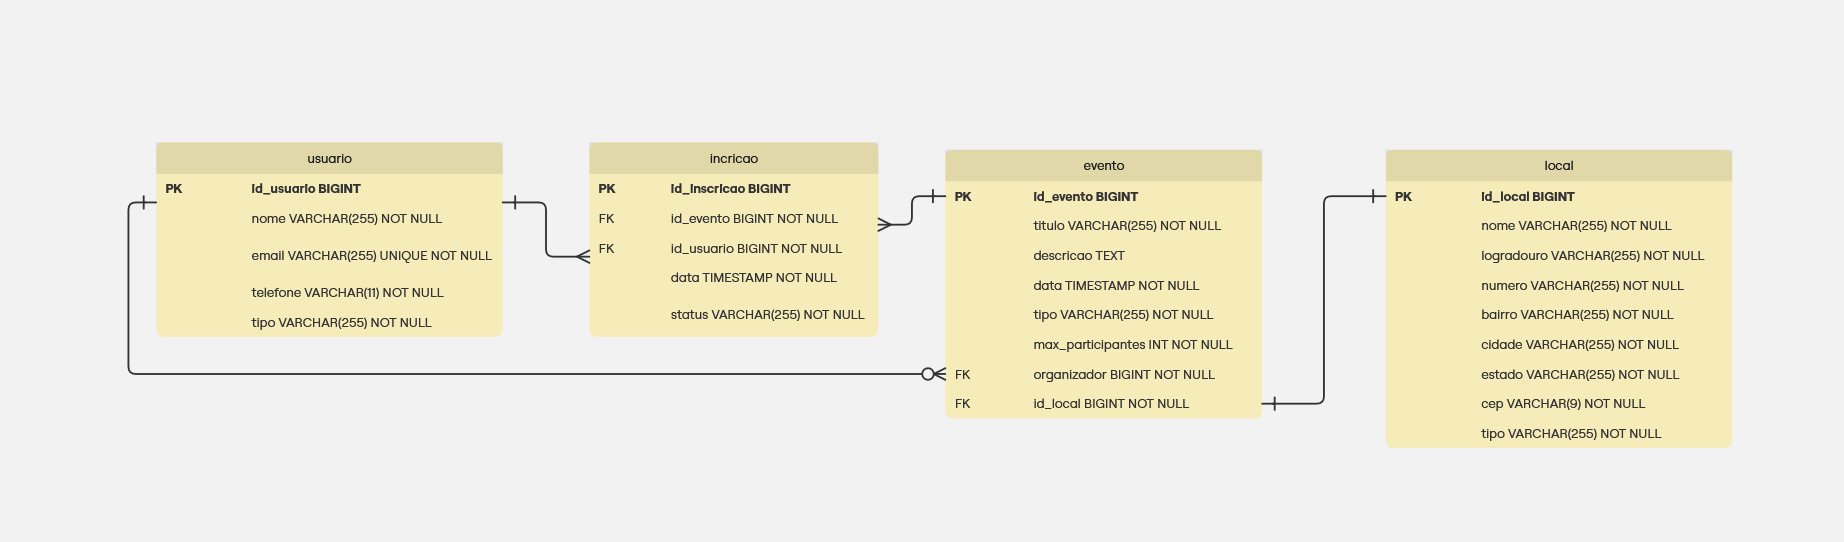 usuario
PK id_usuario BIGINT
nome VARCHAR(255) NOT NULL
email VARCHAR(255) UNIQUE NOT NULL
telefone VARCHAR(11) NOT NULL
tipo VARCHAR(255) NOT NULL
incricao
PK id_inscricao BIGINT
FK id_evento BIGINT NOT NULL
FK id_usuario BIGINT NOT NULL
data TIMESTAMP NOT NULL
status VARCHAR(255) NOT NULL
evento
PK id_evento BIGINT
titulo VARCHAR(255) NOT NULL
descricao TEXT
data TIMESTAMP NOT NULL
tipo VARCHAR(255) NOT NULL
max_participantes INT NOT NULL
FK organizador BIGINT NOT NULL
FK id_local BIGINT NOT NULL
local
PK id_local BIGINT
nome VARCHAR(255) NOT NULL
logradouro VARCHAR(255) NOT NULL
numero VARCHAR(255) NOT NULL
bairro VARCHAR(255) NOT NULL
cidade VARCHAR(255) NOT NULL
estado VARCHAR(255) NOT NULL
cep VARCHAR(9) NOT NULL
tipo VARCHAR(255) NOT NULL